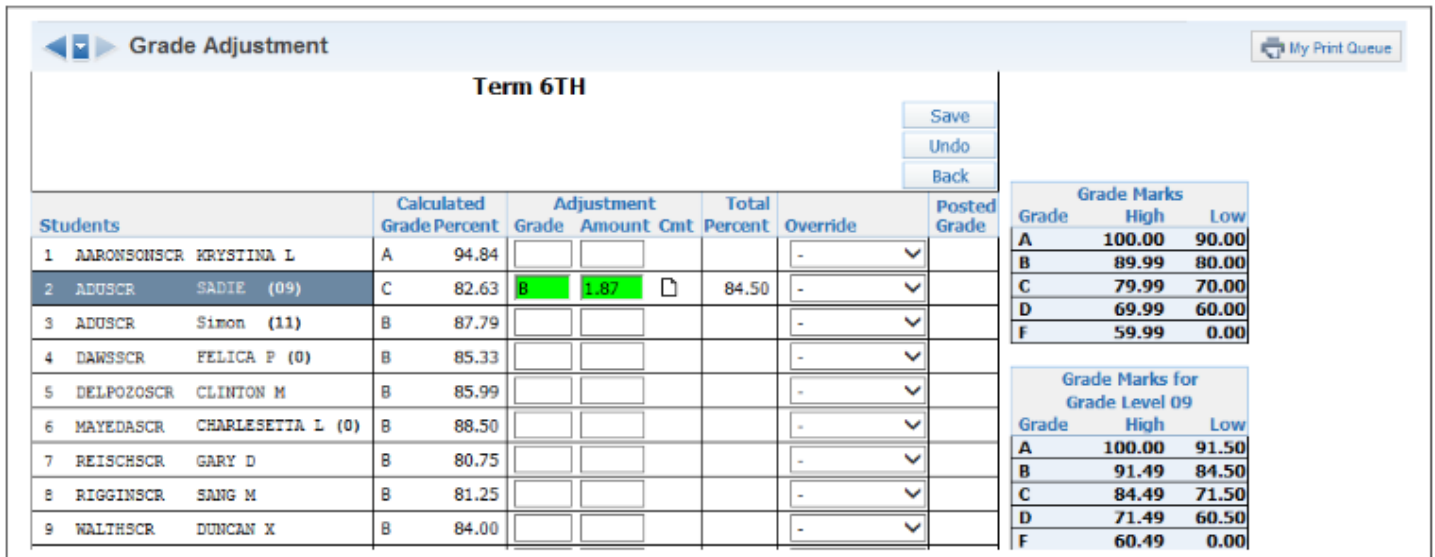 Grade Adjustment
My Print Queue
Term 6TH
Save
Undo
Back
Calculated Adjustment Total Posted
Students Grade Percent Grade Amount Cmt Percent Override Grade
1 AARONSONSCR KRYSTINA L A 94.84 -
2 ADUSCR SADIE (09) C 82.63 B 1.87 84.50 -
3 ADUSCR Simon (11) B 87.79 -
4 DAWSSCR FELICA P (0) B 85.33 -
5 DELPOZOSCR CLINTON M B 85.99 -
6 MAYEDASCR CHARLESETTA L (0) B 88.50 -
7 REISCHSCR GARY D B 80.75 -
8 RIGGINSCR SANG M B 81.25 -
9 WALTHSCR DUNCAN X B 84.00 -
Grade Marks
Grade High Low
A 100.00 90.00
B 89.99 80.00
C 79.99 70.00
D 69.99 60.00
F 59.99 0.00
Grade Marks for
Grade Level 09
Grade High Low
A 100.00 91.50
B 91.49 84.50
C 84.49 71.50
D 71.49 60.50
F 60.49 0.00